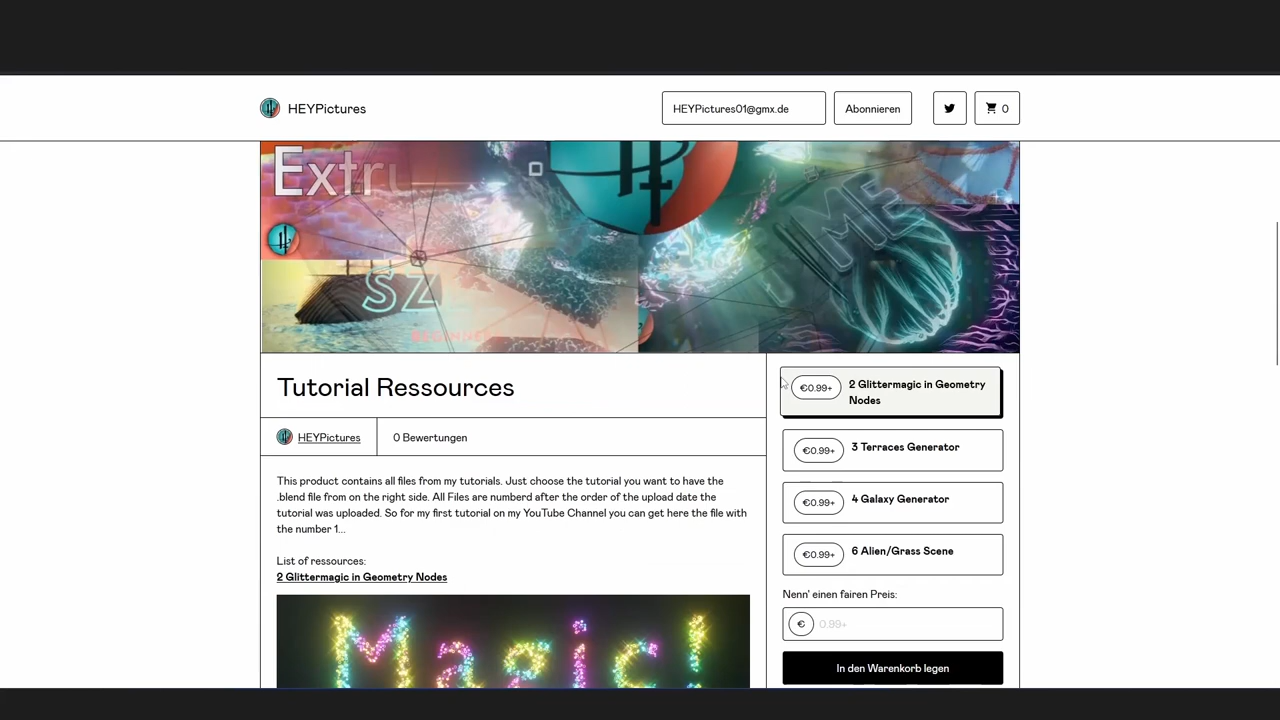 HEYPictures
HEYPictures01@gmx.de
Abonnieren
0
Extru
TIME
SZ
BEGINNER
Tutorial Ressources
HEYPictures
0 Bewertungen
This product contains all files from my tutorials. Just choose the tutorial you want to have the
.blend file from on the right side. All Files are numberd after the order of the upload date the
tutorial was uploaded. So for my first tutorial on my YouTube Channel you can get here the file with
the number 1...
List of ressources:
2 Glittermagic in Geometry Nodes
Magic!
€0.99+
2 Glittermagic in Geometry
Nodes
€0.99+
3 Terraces Generator
€0.99+
4 Galaxy Generator
€0.99+
6 Alien/Grass Scene
Nenn' einen fairen Preis:
€
0.99+
In den Warenkorb legen